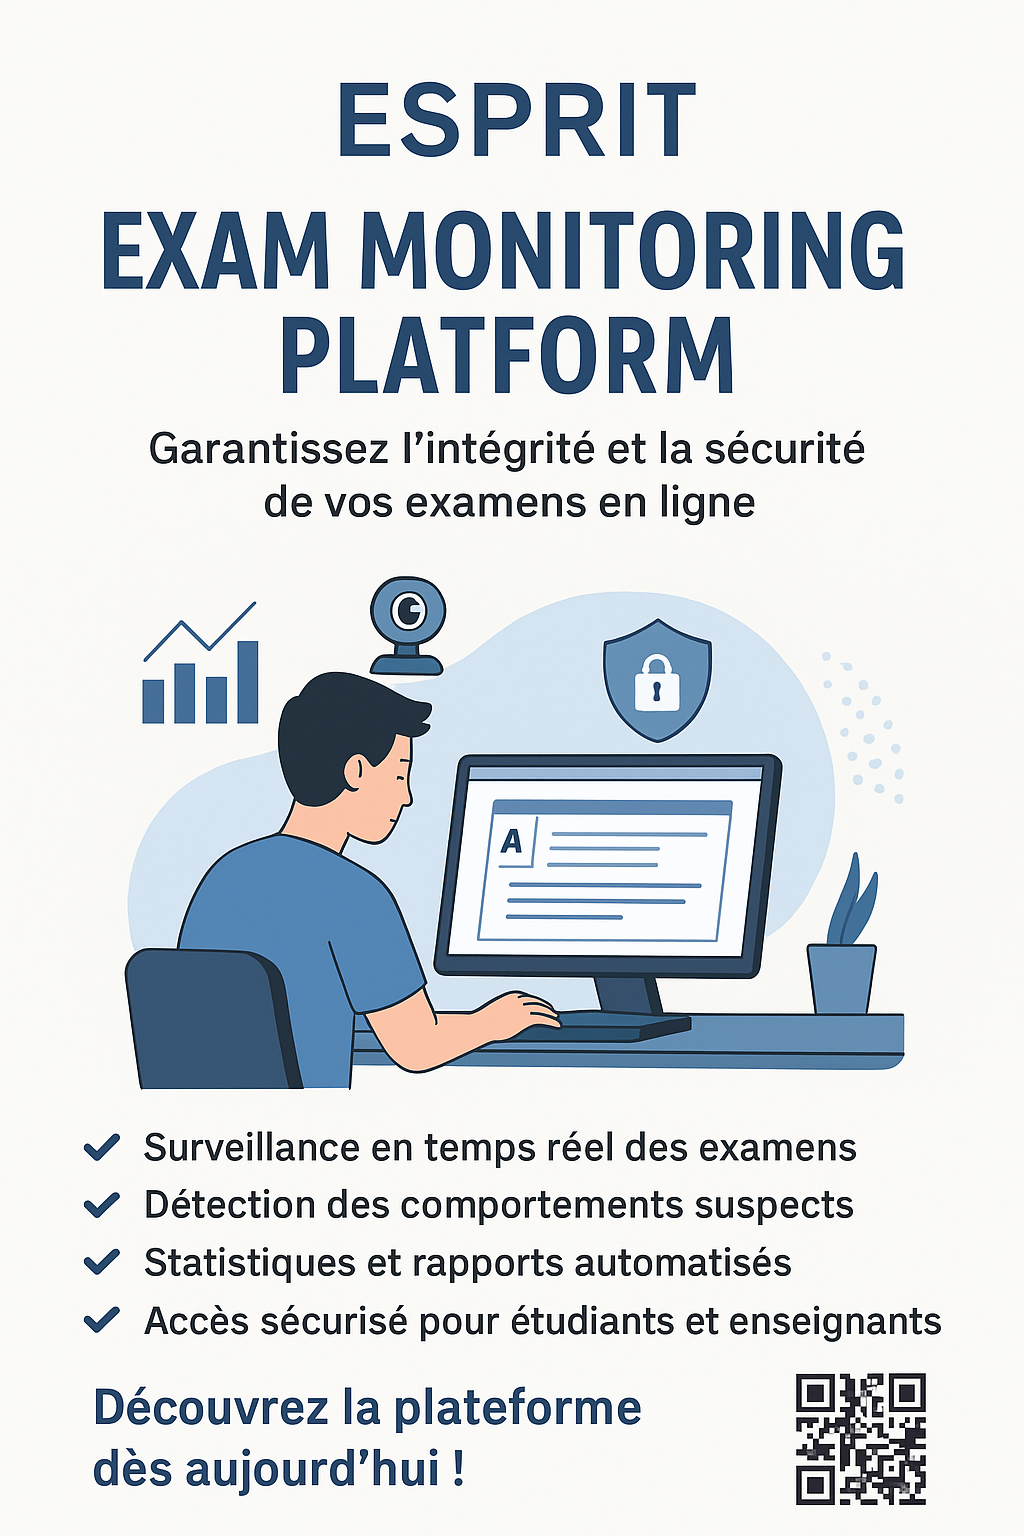 ESPRIT
EXAM MONITORING
PLATFORM
Garantissez l’intégrité et la sécurité
de vos examens en ligne
A
Surveillance en temps réel des examens
Détection des comportements suspects
Statistiques et rapports automatisés
Accès sécurisé pour étudiants et enseignants
Découvrez la plateforme
dès aujourd’hui !